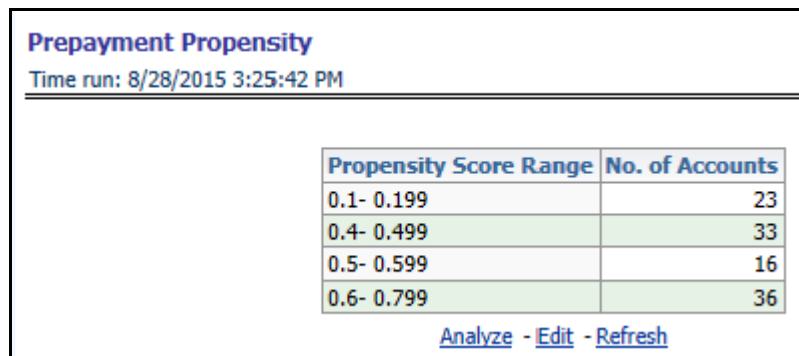 Prepayment Propensity
Time run: 8/28/2015 3:25:42 PM
Propensity Score Range No. of Accounts
0.1- 0.199 23
0.4- 0.499 33
0.5- 0.599 16
0.6- 0.799 36
Analyze - Edit - Refresh